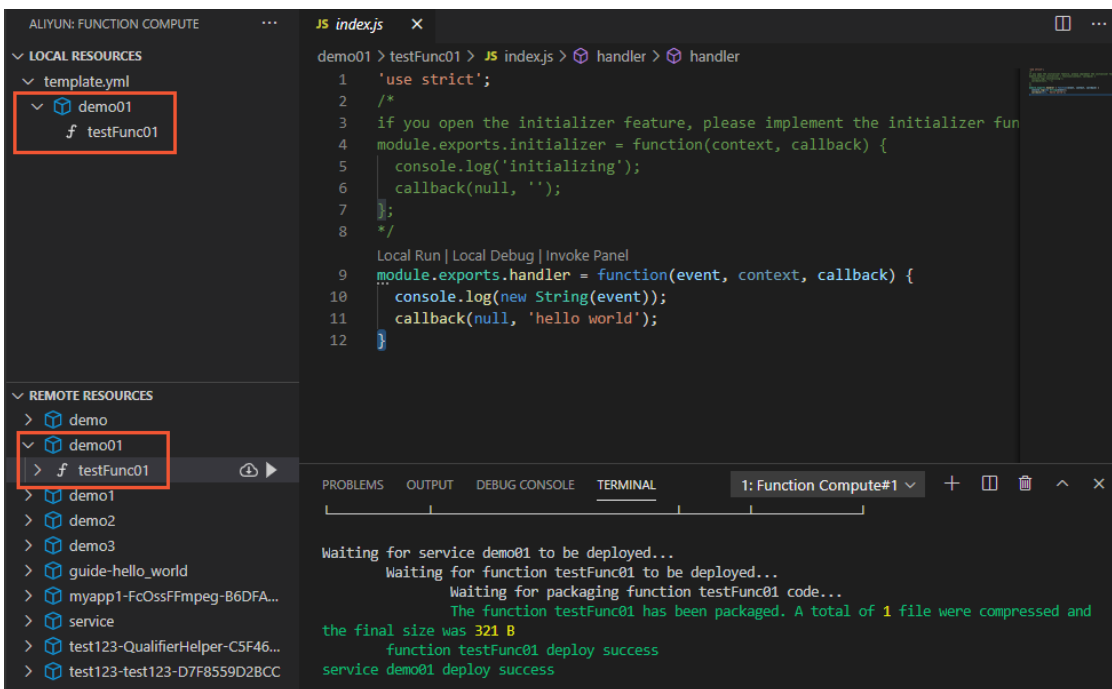 ALIYUN: FUNCTION COMPUTE
LOCAL RESOURCES
template.yml
demo01
testFunc01
REMOTE RESOURCES
demo
demo01
testFunc01
demo1
demo2
demo3
guide-hello_world
myapp1-FcOssFFmpeg-B6DFA...
service
test123-QualifierHelper-C5F46...
test123-test123-D7F8559D2BCC
JS index.js
demo01 > testFunc01 > JS index.js > handler > handler
1 'use strict';
2 /*
3 if you open the initializer feature, please implement the initializer fun
4 module.exports.initializer = function(context, callback) {
5 console.log('initializing');
6 callback(null, '');
7 };
8 */
Local Run | Local Debug | Invoke Panel
9 module.exports.handler = function(event, context, callback) {
10 console.log(new String(event));
11 callback(null, 'hello world');
12 }
PROBLEMS OUTPUT DEBUG CONSOLE TERMINAL 1: Function Compute#1
Waiting for service demo01 to be deployed...
Waiting for function testFunc01 to be deployed...
Waiting for packaging function testFunc01 code...
The function testFunc01 has been packaged. A total of 1 file were compressed and
the final size was 321 B
function testFunc01 deploy success
service demo01 deploy success